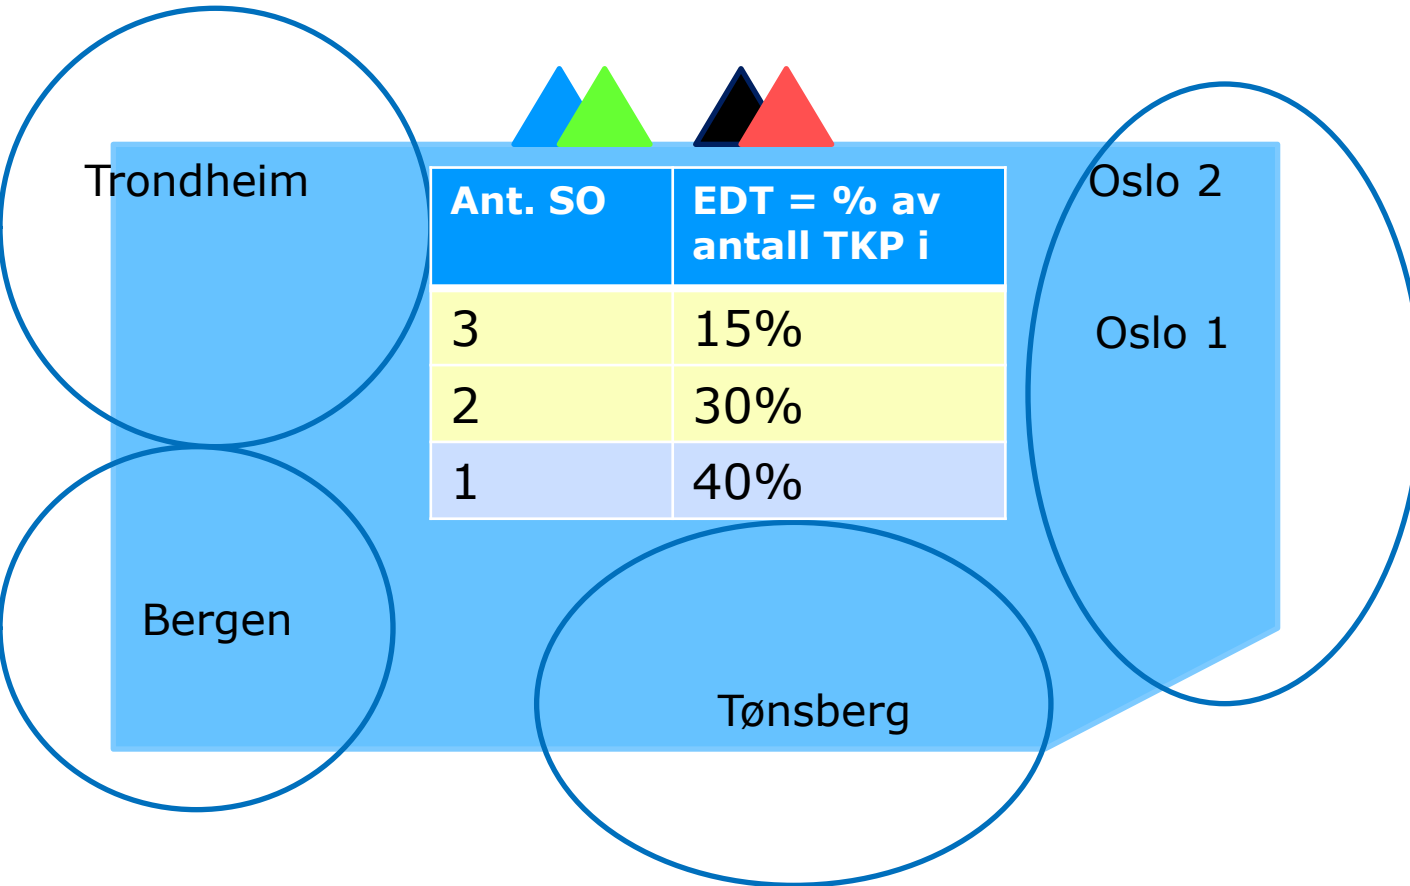 Trondheim
Oslo 2
Ant. SO
EDT = % av
antall TKP i
3
15%
Oslo 1
2
30%
1
40%
Bergen
Tønsberg